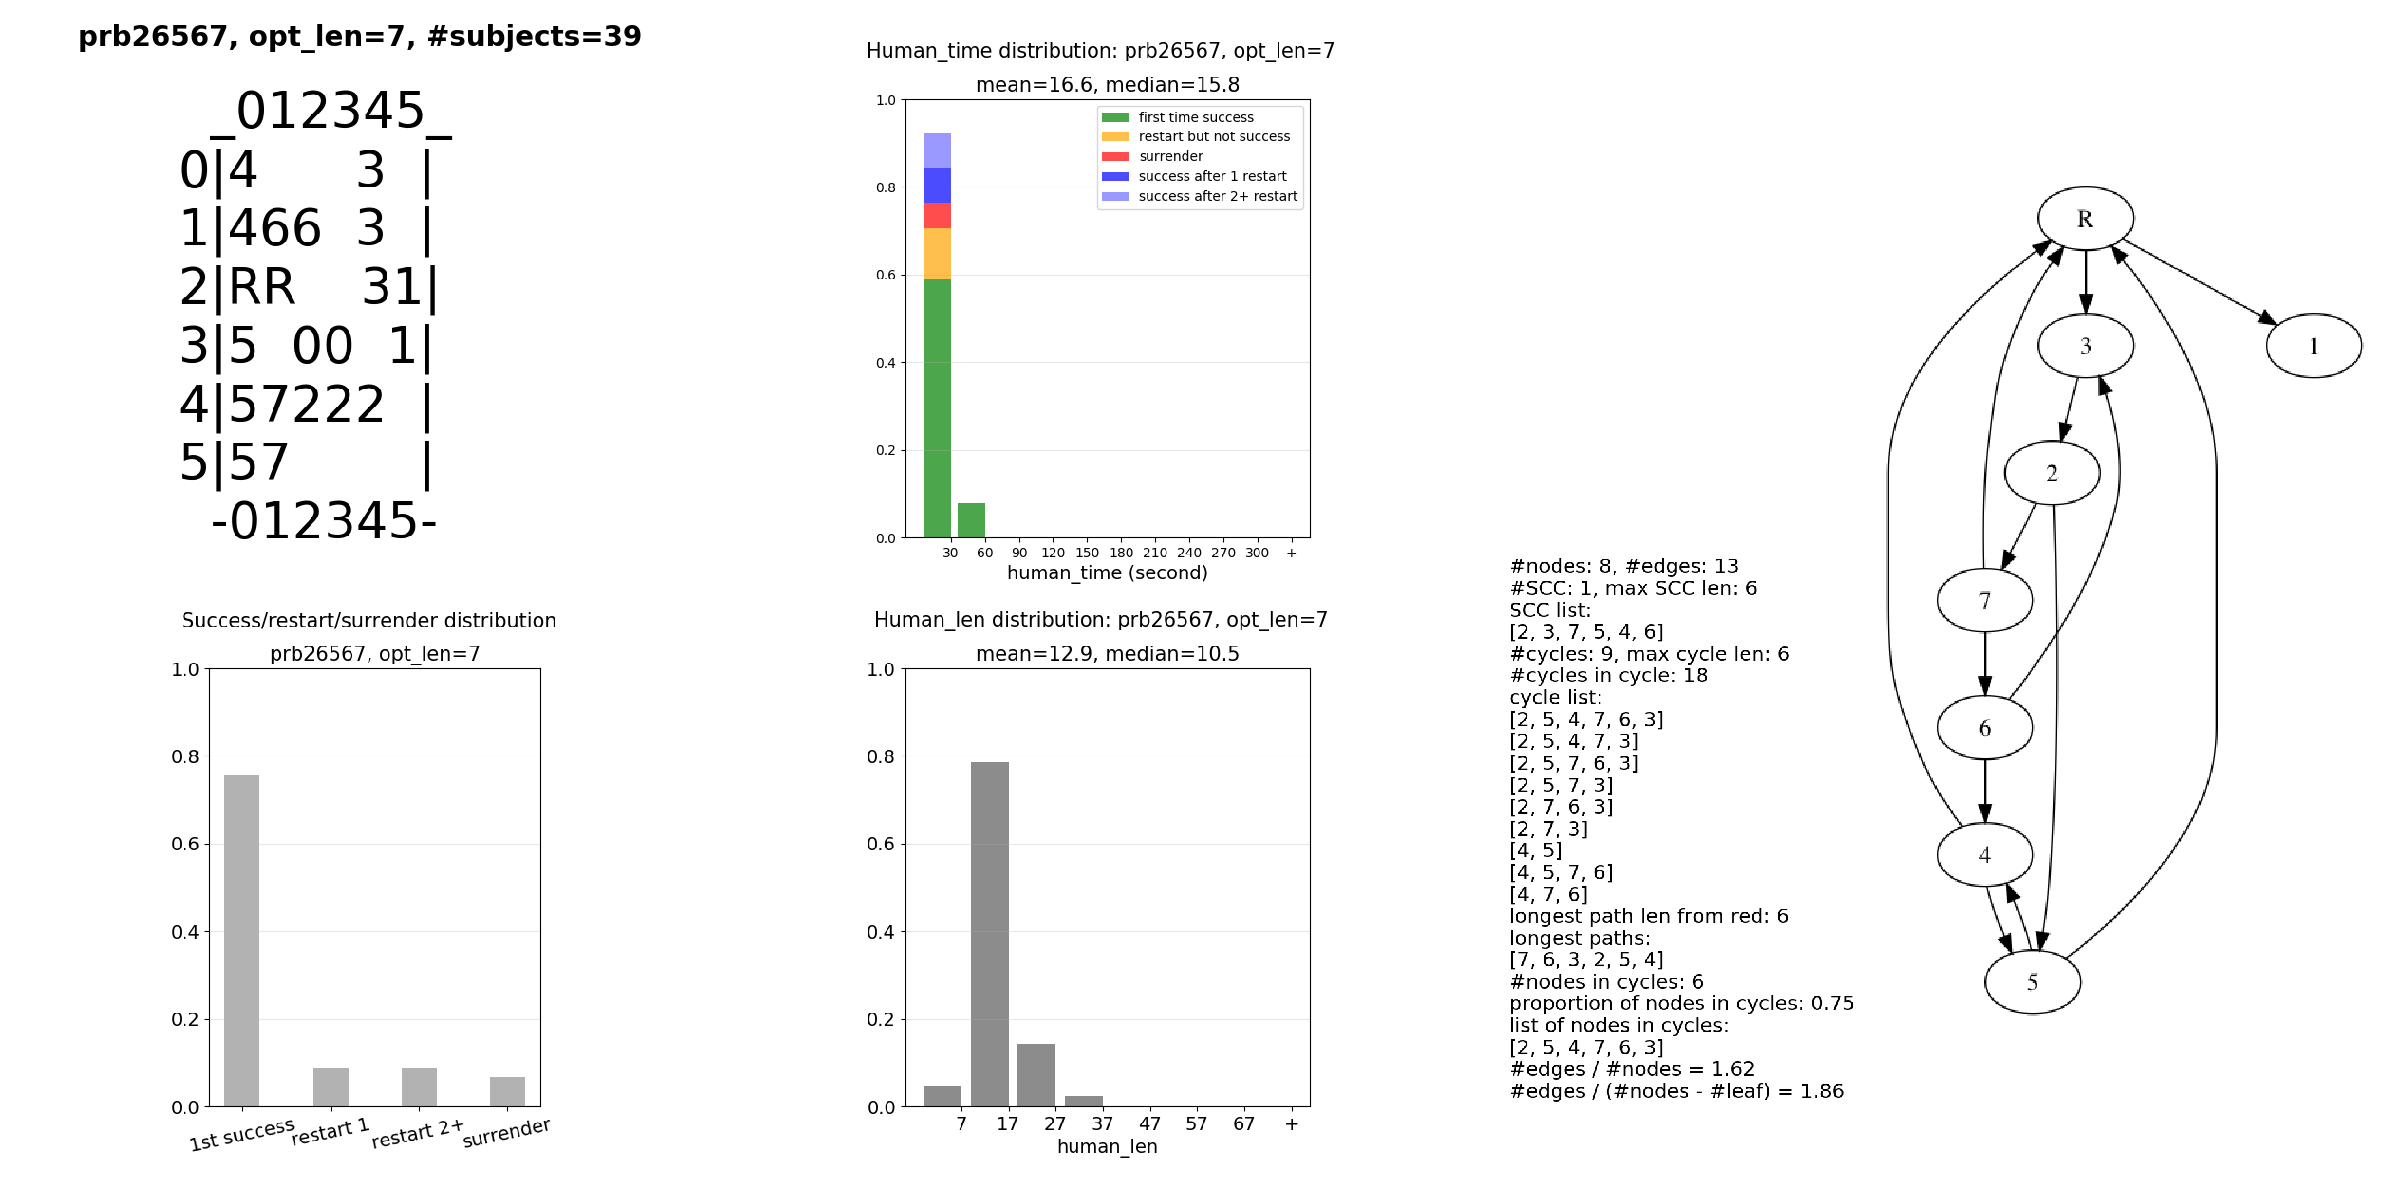 prb26567, opt_len=7, #subjects=39
_012345_
0|4   3 |
1|466 3 |
2|RR  31|
3|5 00 1|
4|57222 |
5|57    |
-012345-
Human_time distribution: prb26567, opt_len=7
mean=16.6, median=15.8
1.0
0.8
0.6
0.4
0.2
0.0
first time success
restart but not success
surrender
success after 1 restart
success after 2+ restart
30 60 90 120 150 180 210 240 270 300 +
human_time (second)
Success/restart/surrender distribution
prb26567, opt_len=7
1.0
0.8
0.6
0.4
0.2
0.0
1st success restart 1 restart 2+ surrender
Human_len distribution: prb26567, opt_len=7
mean=12.9, median=10.5
1.0
0.8
0.6
0.4
0.2
0.0
7 17 27 37 47 57 67 +
human_len
#nodes: 8, #edges: 13
#SCC: 1, max SCC len: 6
SCC list:
[2, 3, 7, 5, 4, 6]
#cycles: 9, max cycle len: 6
#cycles in cycle: 18
cycle list:
[2, 5, 4, 7, 6, 3]
[2, 5, 4, 7, 3]
[2, 5, 7, 6, 3]
[2, 5, 7, 3]
[2, 7, 6, 3]
[2, 7, 3]
[4, 5]
[4, 5, 7, 6]
[4, 7, 6]
longest path len from red: 6
longest paths:
[7, 6, 3, 2, 5, 4]
#nodes in cycles: 6
proportion of nodes in cycles: 0.75
list of nodes in cycles:
[2, 5, 4, 7, 6, 3]
#edges / #nodes = 1.62
#edges / (#nodes - #leaf) = 1.86
R
3
1
2
7
6
4
5